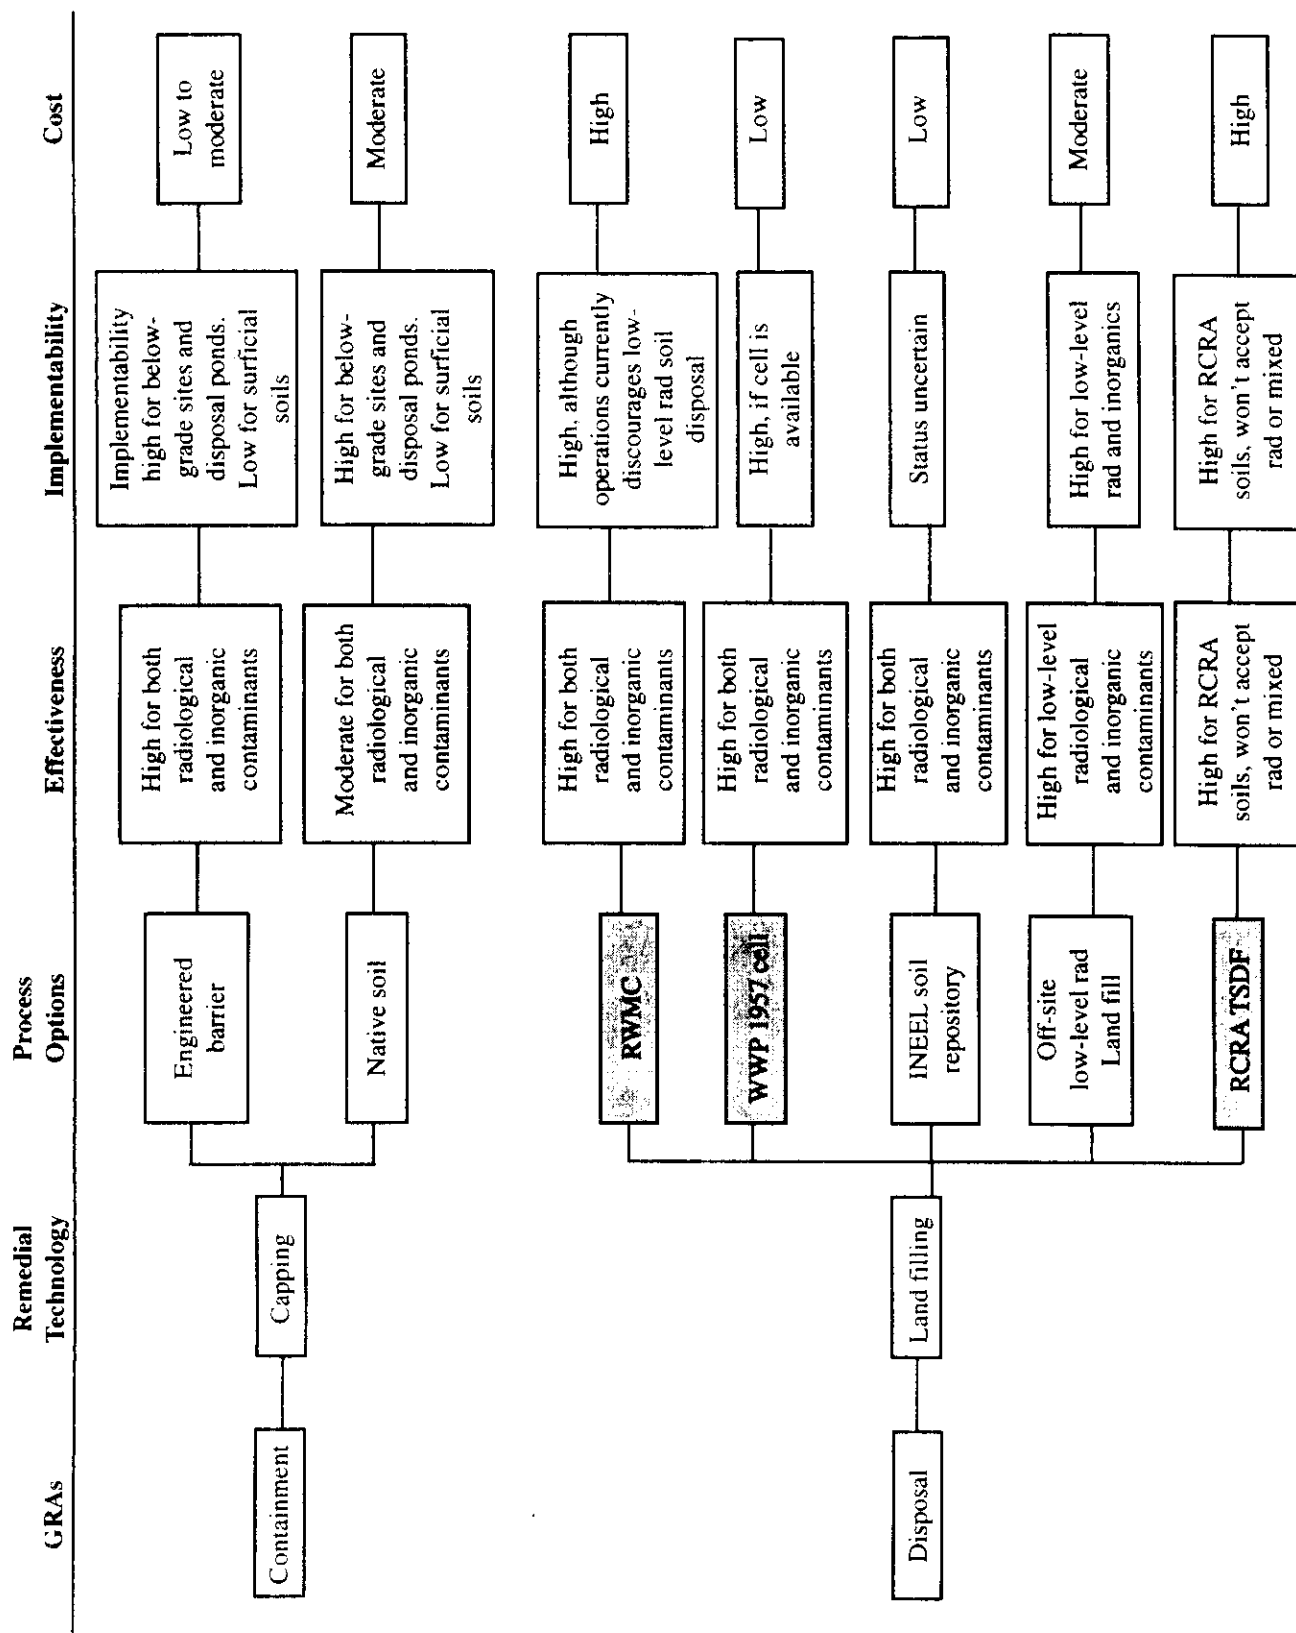 GRAs
Remedial
Technology
Process
Options
Effectiveness
Implementability
Cost
Containment
Capping
Engineered
barrier
High for both
radiological
and inorganic
contaminants
Implementability
high for below-
grade sites and
disposal ponds.
Low for surficial
soils
Low to
moderate
Native soil
Moderate for both
radiological
and inorganic
contaminants
High for below-
grade sites and
disposal ponds.
Low for surficial
soils
Moderate
Disposal
Land filling
RWMC
High for both
radiological
and inorganic
contaminants
High, although
operations currently
discourages low-
level rad soil
disposal
High
WWP 1957 cell
High for both
radiological
and inorganic
contaminants
High, if cell is
available
Low
INEEL soil
repository
High for both
radiological
and inorganic
contaminants
Status uncertain
Low
Off-site
low-level rad
Land fill
High for low-level
radiological
and inorganic
contaminants
High for low-level
rad and inorganics
Moderate
RCRA TSDF
High for RCRA
soils, won't accept
rad or mixed
High for RCRA
soils, won't accept
rad or mixed
High